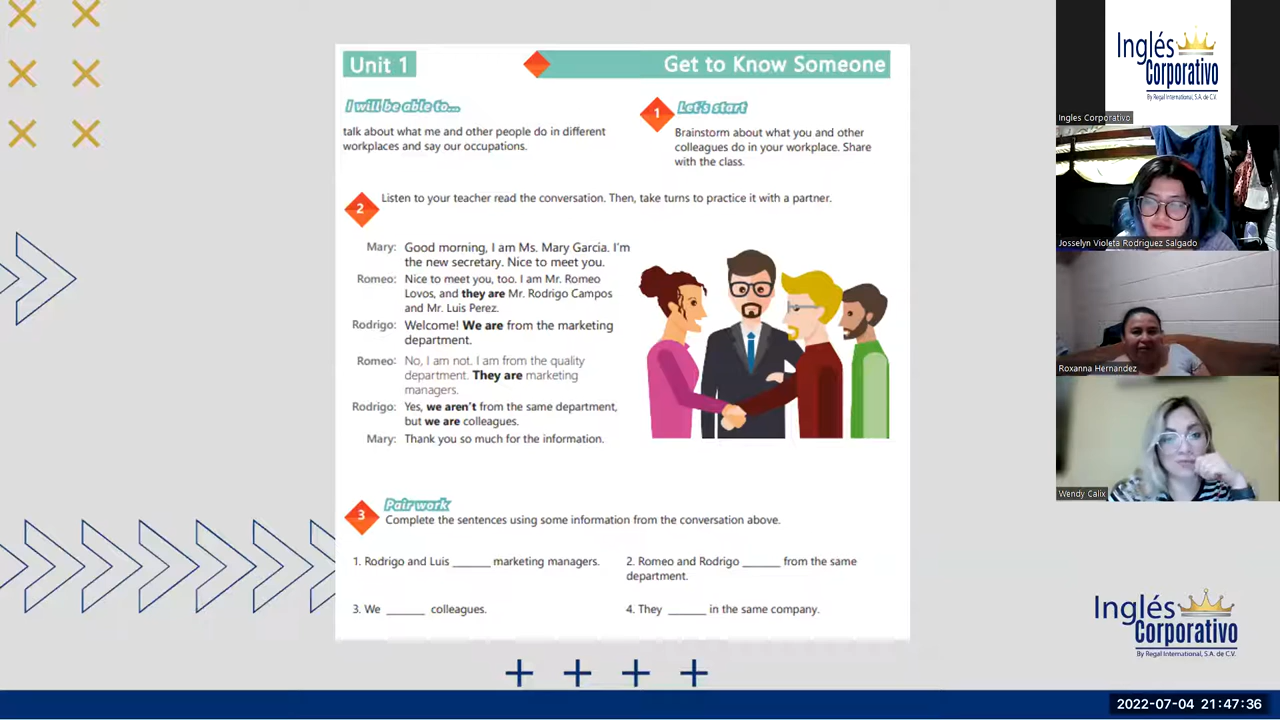 Unit 1
Get to Know Someone
I will be able to...
talk about what me and other people do in different
workplaces and say our occupations.
1
Let's start
Brainstorm about what you and other
colleagues do in your workplace. Share
with the class.
2
Listen to your teacher read the conversation. Then, take turns to practice it with a partner.
Mary: Good morning, I am Ms. Mary Garcia. I'm
the new secretary. Nice to meet you.
Romeo: Nice to meet you, too. I am Mr. Romeo
Lovos, and they are Mr. Rodrigo Campos
and Mr. Luis Perez.
Rodrigo: Welcome! We are from the marketing
department.
Romeo: No, I am not. I am from the quality
department. They are marketing
managers.
Rodrigo: Yes, we aren't from the same department,
but we are colleagues.
Mary: Thank you so much for the information.
3
Pair work
Complete the sentences using some information from the conversation above.
1. Rodrigo and Luis ______ marketing managers.
2. Romeo and Rodrigo ______ from the same
department.
3. We ______ colleagues.
4. They ______ in the same company.
Inglés
Corporativo
By Regal International, S.A. de C.V.
Ingles Corporativo
Josselyn Violeta Rodriguez Salgado
Roxanna Hernandez
Wendy Calix
Inglés
Corporativo
By Regal International, S.A. de C.V.
2022-07-04 21:47:36